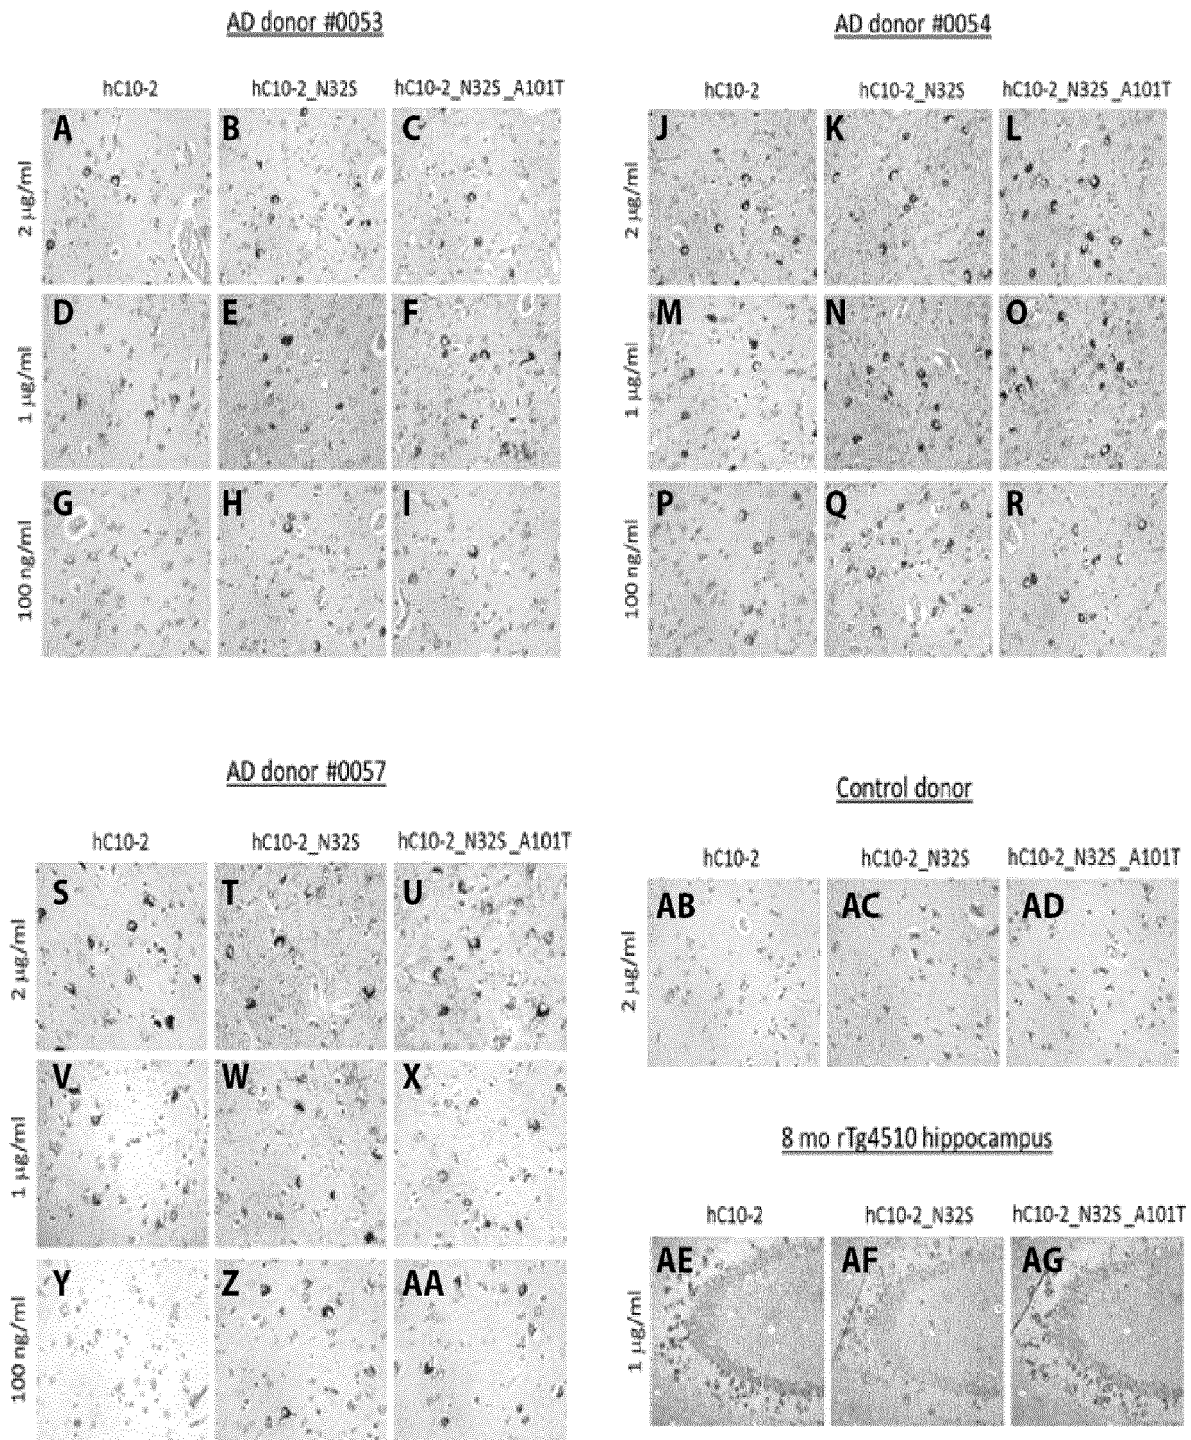 AD donor #0053
hC10-2 hC10-2_N32S hC10-2_N32S_A101T
2 µg/ml A B C
1 µg/ml D E F
100 ng/ml G H I
AD donor #0054
hC10-2 hC10-2_N32S hC10-2_N32S_A101T
2 µg/ml J K L
1 µg/ml M N O
100 ng/ml P Q R
AD donor #0057
hC10-2 hC10-2_N32S hC10-2_N32S_A101T
2 µg/ml S T U
1 µg/ml V W X
100 ng/ml Y Z AA
Control donor
hC10-2 hC10-2_N32S hC10-2_N32S_A101T
2 µg/ml AB AC AD
8 mo rTg4510 hippocampus
hC10-2 hC10-2_N32S hC10-2_N32S_A101T
1 µg/ml AE AF AG